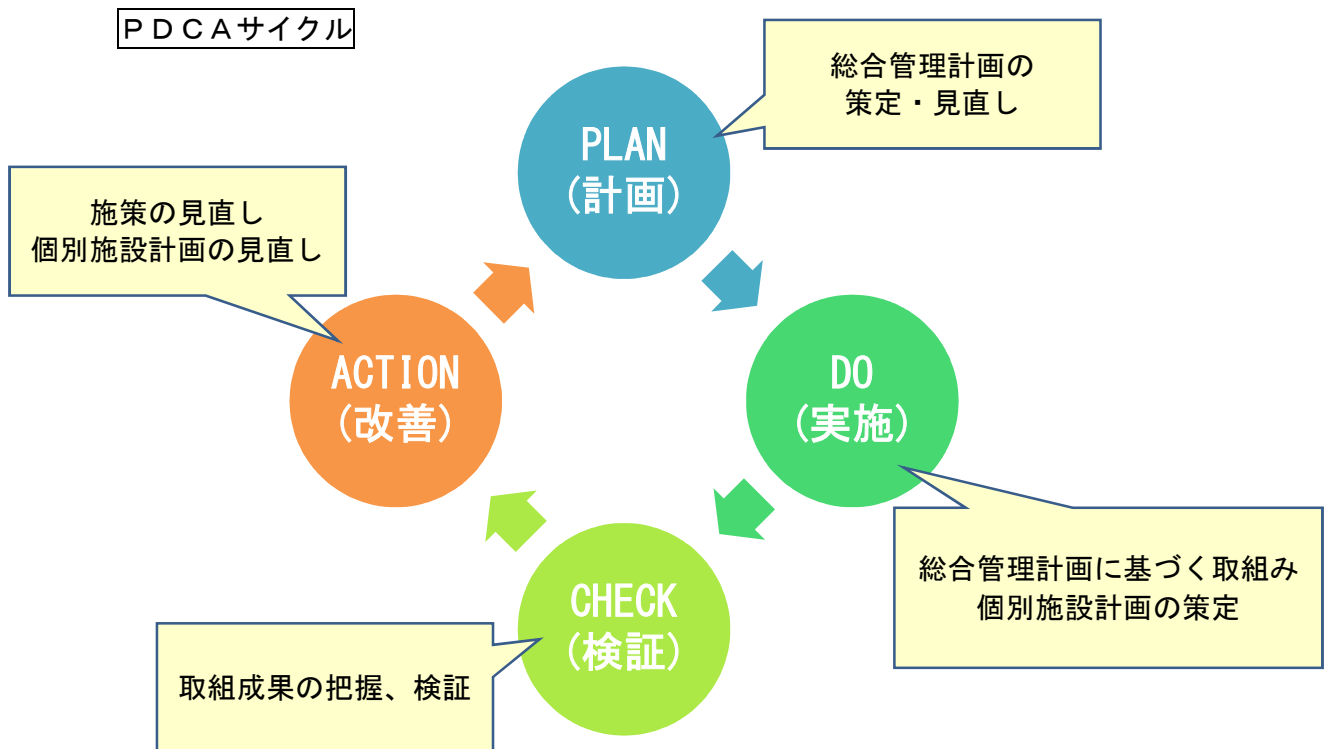 ＰＤＣＡサイクル
総合管理計画の
策定・見直し
PLAN
(計画)
施策の見直し
個別施設計画の見直し
ACTION
(改善)
DO
(実施)
総合管理計画に基づく取組み
個別施設計画の策定
CHECK
(検証)
取組成果の把握、検証